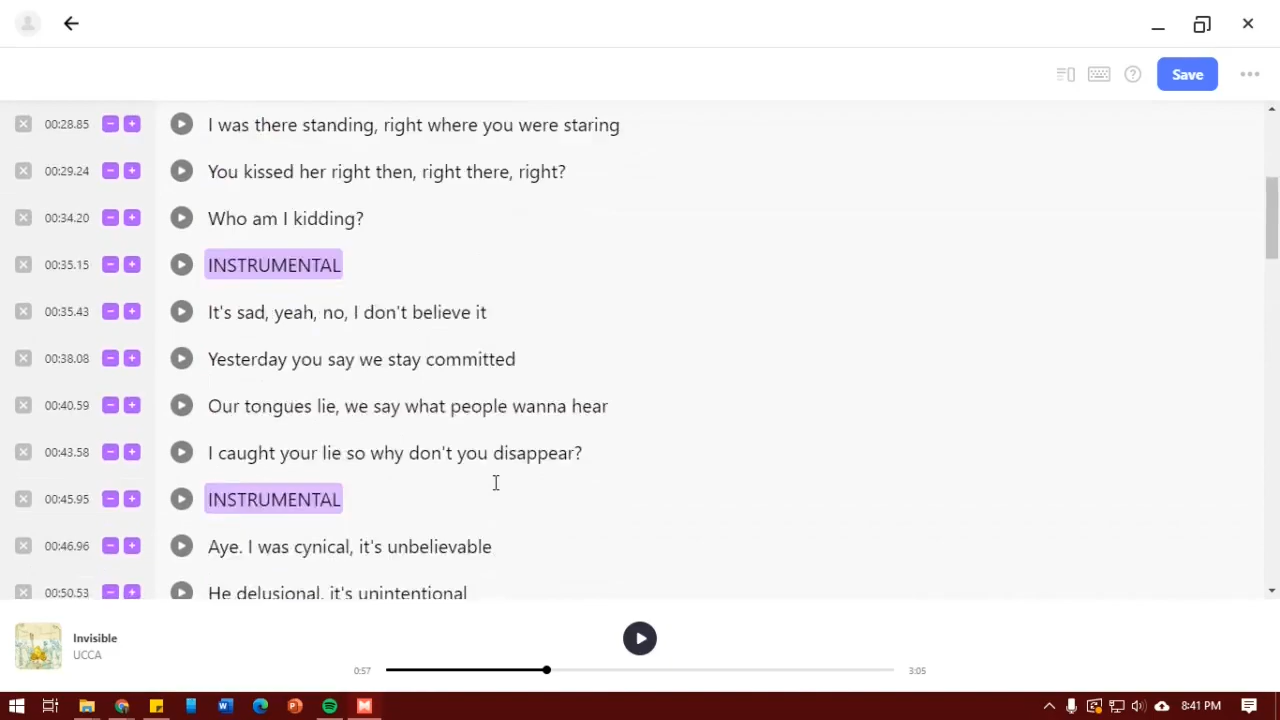 Save
00:28.85 I was there standing, right where you were staring
00:29.24 You kissed her right then, right there, right?
00:34.20 Who am I kidding?
00:35.15 INSTRUMENTAL
00:35.43 It's sad, yeah, no, I don't believe it
00:38.08 Yesterday you say we stay committed
00:40.59 Our tongues lie, we say what people wanna hear
00:43.58 I caught your lie so why don't you disappear?
00:45.95 INSTRUMENTAL
00:46.96 Aye. I was cynical, it's unbelievable
00:50.53 He delusional, it's unintentional
Invisible
UCCA
0:57 3:05
8:41 PM